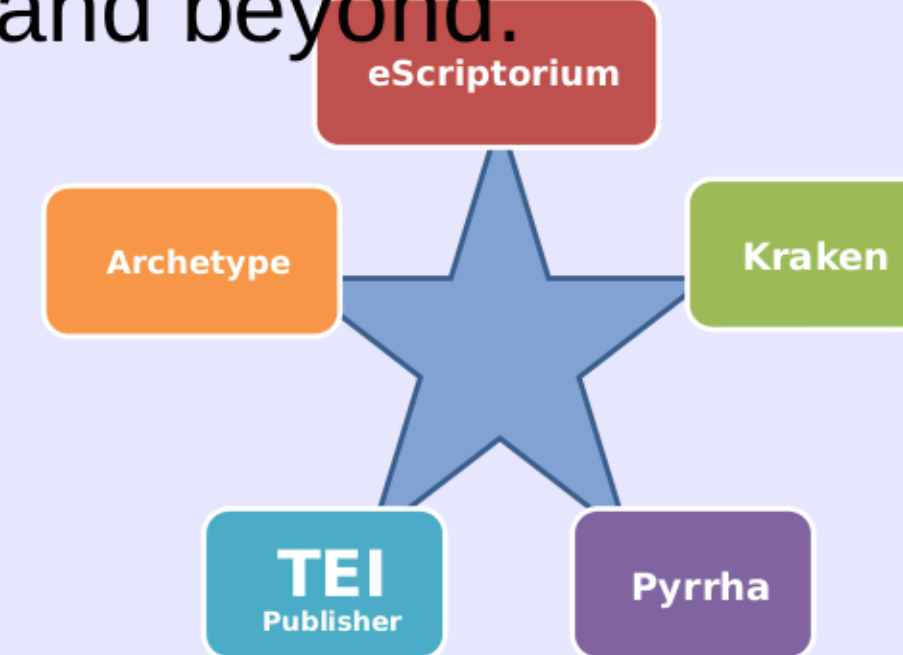 and beyond.
eScriptorium
Archetype
Kraken
TEI
Publisher
Pyrrha